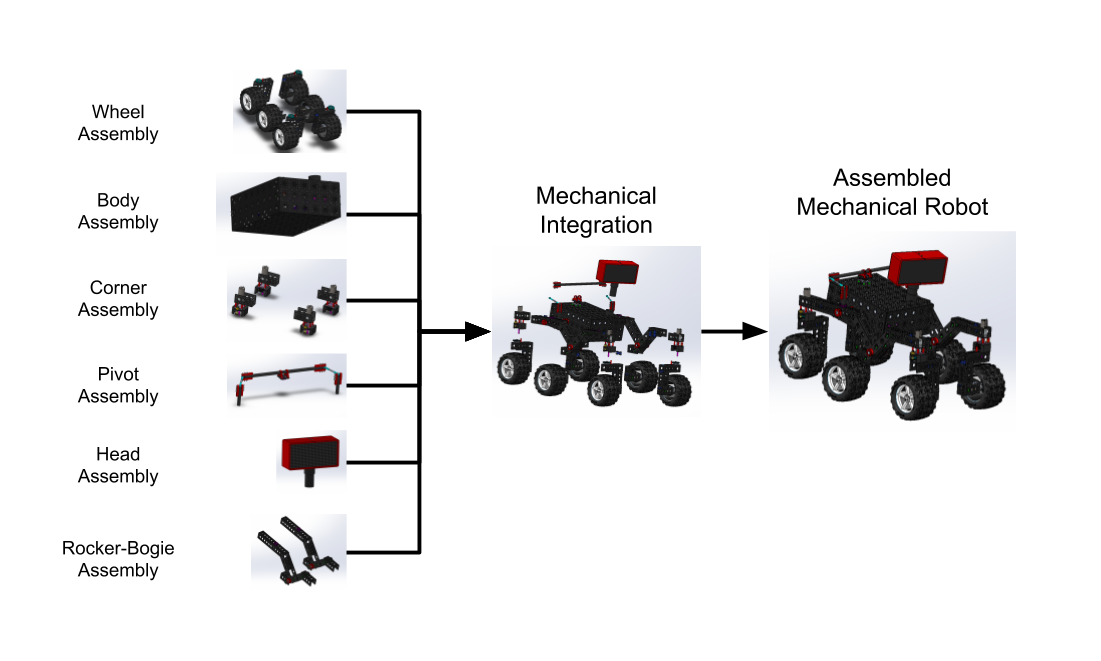 Wheel
Assembly
Body
Assembly
Corner
Assembly
Pivot
Assembly
Head
Assembly
Rocker-Bogie
Assembly
Mechanical
Integration
Assembled
Mechanical Robot